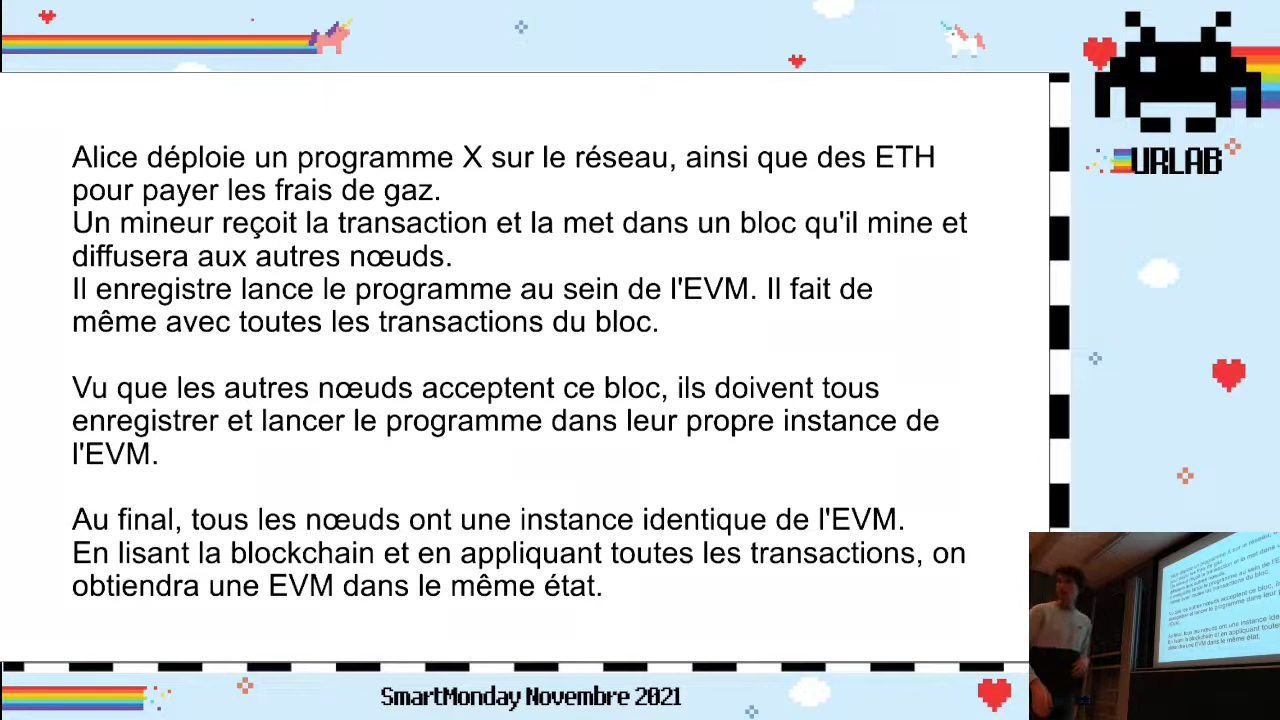 Alice déploie un programme X sur le réseau, ainsi que des ETH
pour payer les frais de gaz.
Un mineur reçoit la transaction et la met dans un bloc qu'il mine et
diffusera aux autres nœuds.
Il enregistre lance le programme au sein de l'EVM. Il fait de
même avec toutes les transactions du bloc.
Vu que les autres nœuds acceptent ce bloc, ils doivent tous
enregistrer et lancer le programme dans leur propre instance de
l'EVM.
Au final, tous les nœuds ont une instance identique de l'EVM.
En lisant la blockchain et en appliquant toutes les transactions, on
obtiendra une EVM dans le même état.
URLAB
SmartMonday Novembre 2021